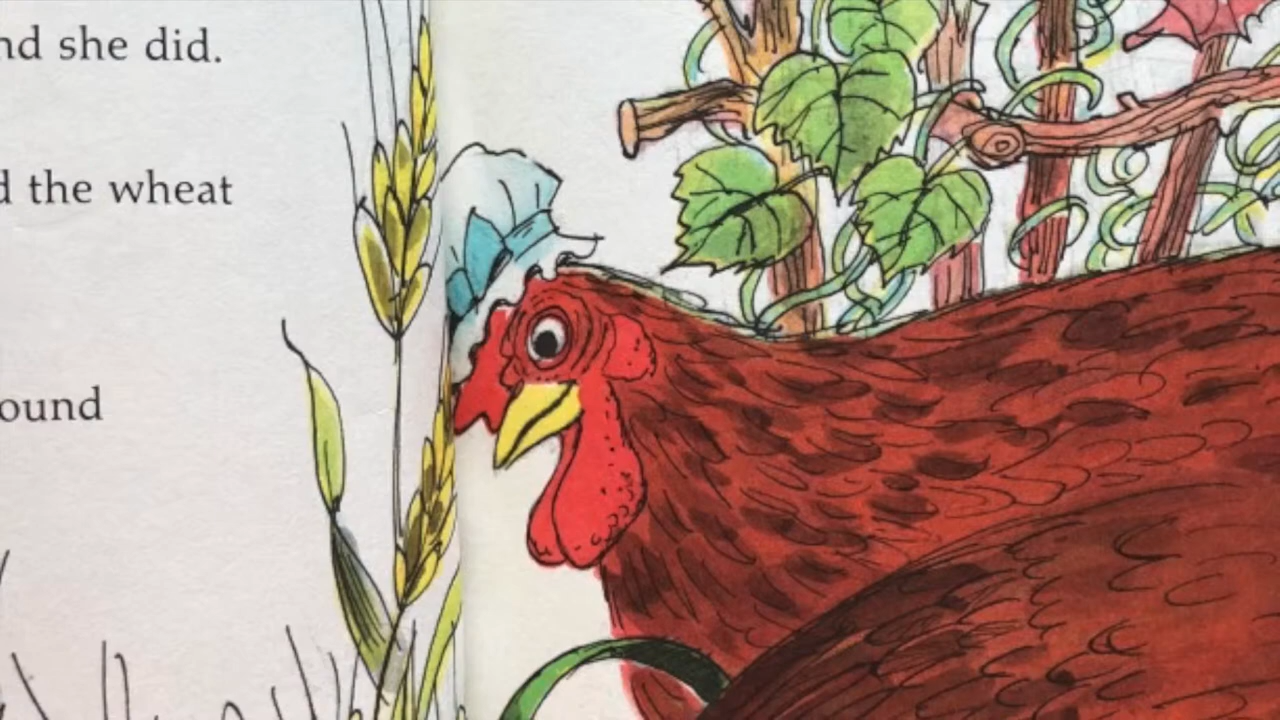 nd she did.
d the wheat
ound